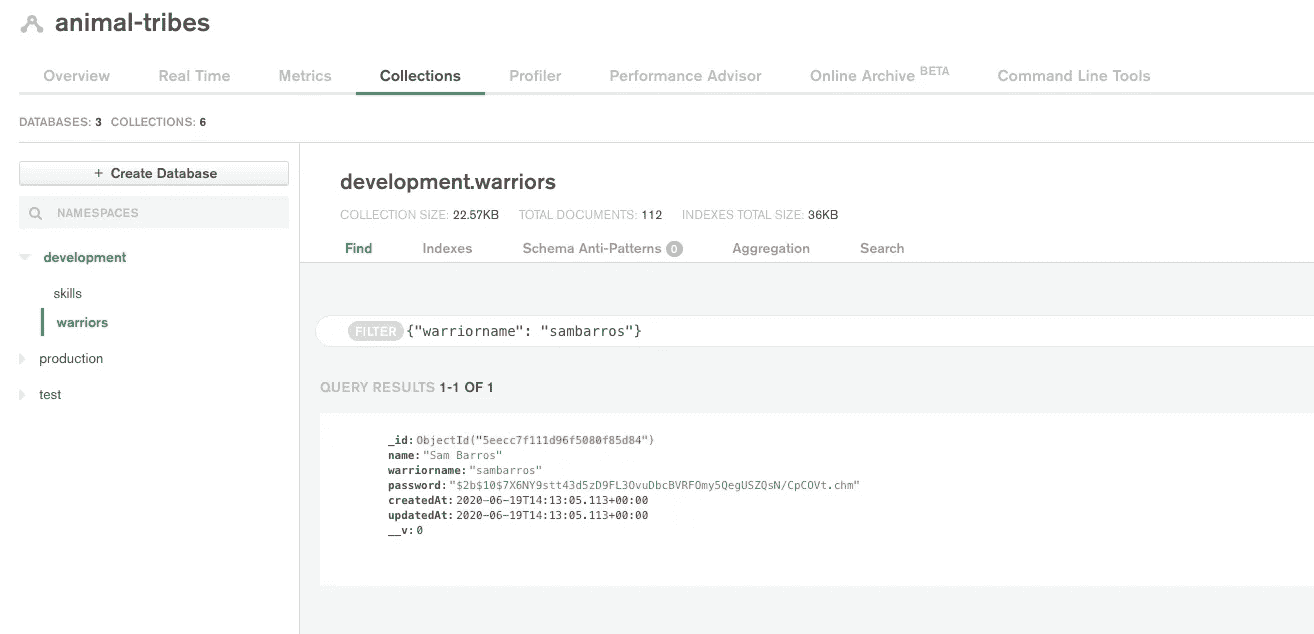 animal-tribes
Overview Real Time Metrics Collections Profiler Performance Advisor Online Archive BETA Command Line Tools
DATABASES: 3 COLLECTIONS: 6
+ Create Database
NAMESPACES
development
skills
warriors
production
test
development.warriors
COLLECTION SIZE: 22.57KB TOTAL DOCUMENTS: 112 INDEXES TOTAL SIZE: 36KB
Find Indexes Schema Anti-Patterns 0 Aggregation Search
FILTER {"warriorname": "sambarros"}
QUERY RESULTS 1-1 OF 1
_id: ObjectId("5eecc7f111d96f5080f85d84")
name: "Sam Barros"
warriorname: "sambarros"
password: "$2b$10$7X6NY9stt43d5zD9FL3OvuDbcBVRFOmy5QegUSZQsN/CpCOVt.chm"
createdAt: 2020-06-19T14:13:05.113+00:00
updatedAt: 2020-06-19T14:13:05.113+00:00
__v: 0